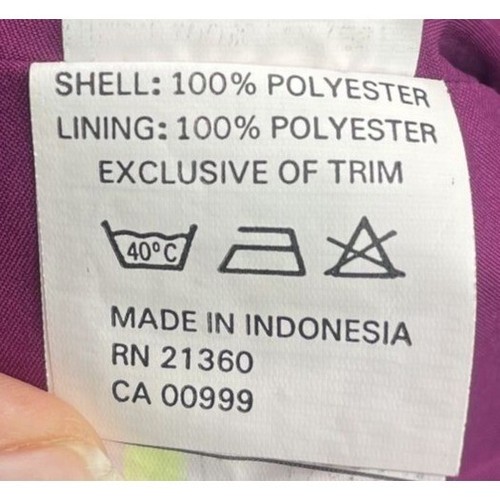 SHELL: 100% POLYESTER
LINING: 100% POLYESTER
EXCLUSIVE OF TRIM
40°C
MADE IN INDONESIA
RN 21360
CA 00999